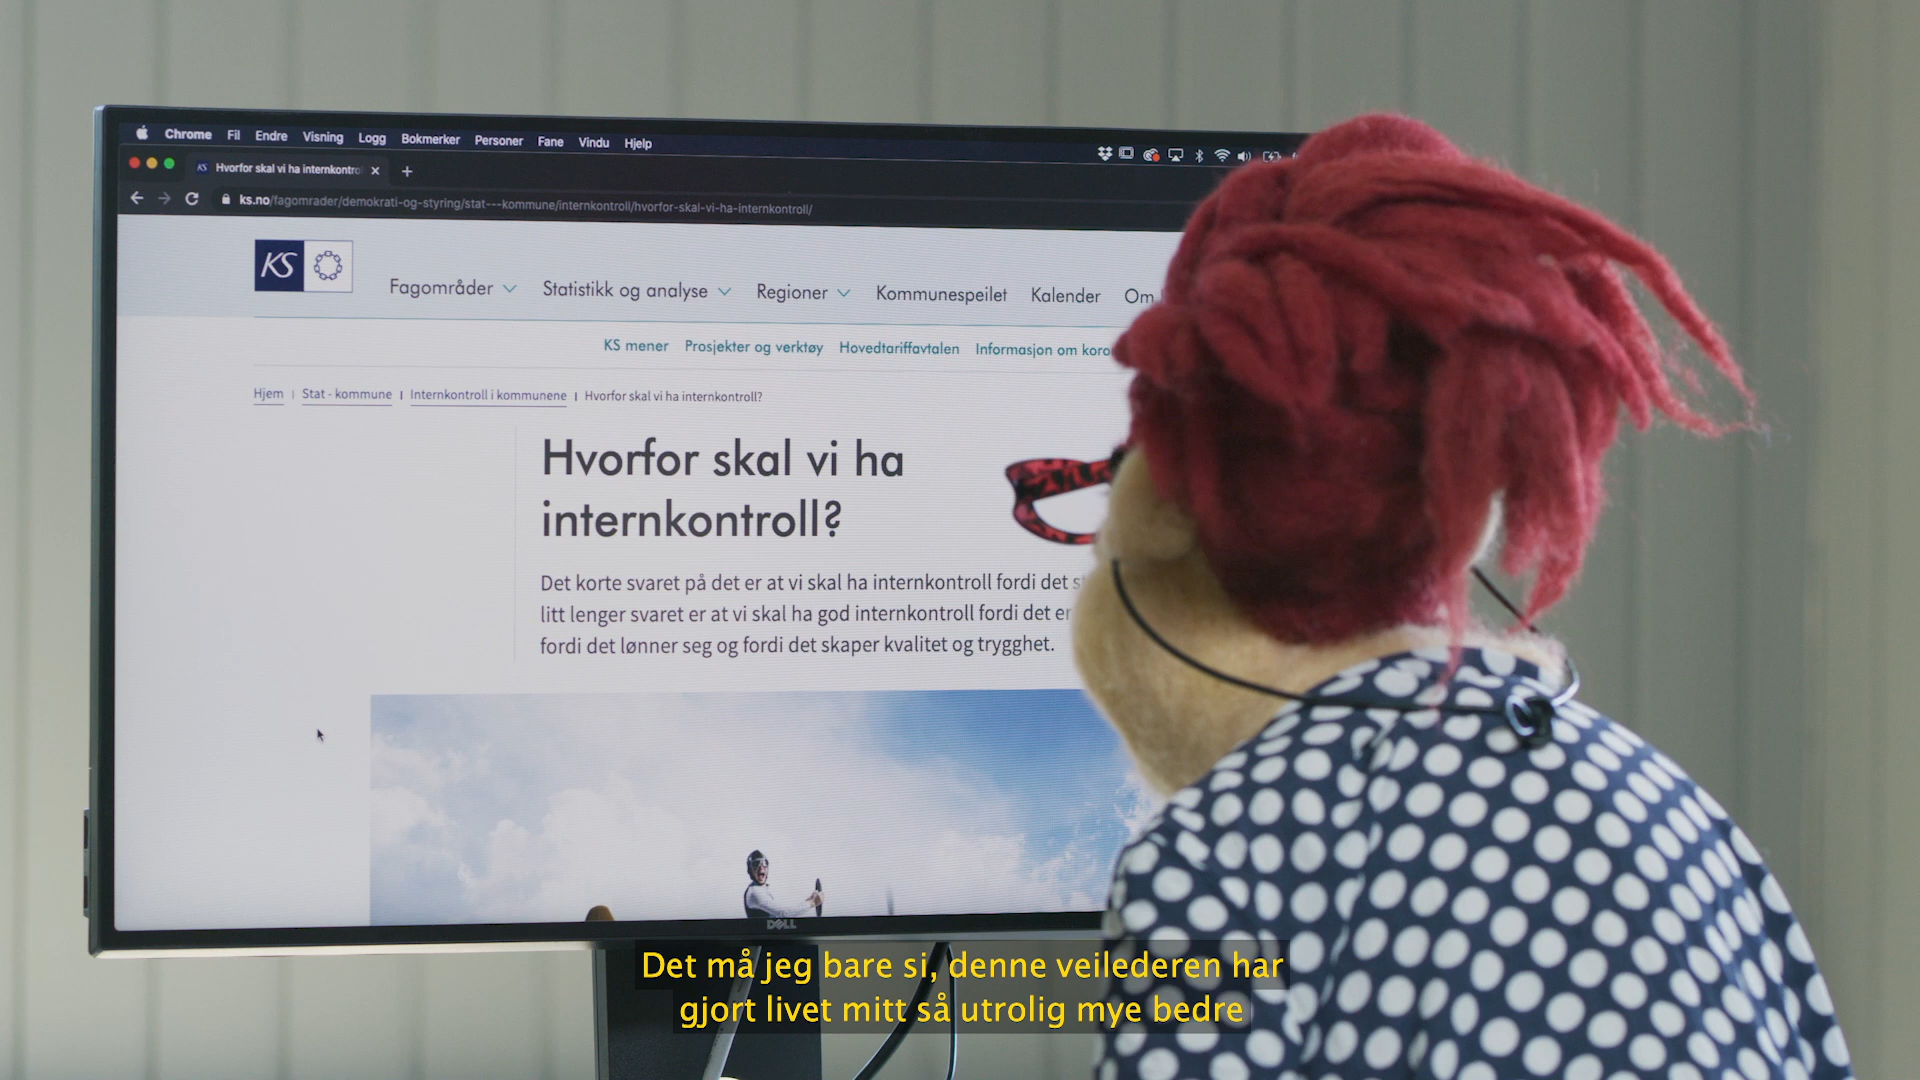 Chrome Fil Endre Visning Logg Bokmerker Personer Fane Vindu Hjelp
KS Hvorfor skal vi ha internkontro
ks.no/fagomrader/demokrati-og-styring/stat---kommune/internkontroll/hvorfor-skal-vi-ha-internkontroll/
KS
Fagområder Statistikk og analyse Regioner Kommunespeilet Kalender Om
KS mener Prosjekter og verktøy Hovedtariffavtalen Informasjon om koro
Hjem | Stat - kommune | Internkontroll i kommunene | Hvorfor skal vi ha internkontroll?
Hvorfor skal vi ha
internkontroll?
Det korte svaret på det er at vi skal ha internkontroll fordi det s
litt lenger svaret er at vi skal ha god internkontroll fordi det er
fordi det lønner seg og fordi det skaper kvalitet og trygghet.
DELL
Det må jeg bare si, denne veilederen har
gjort livet mitt så utrolig mye bedre